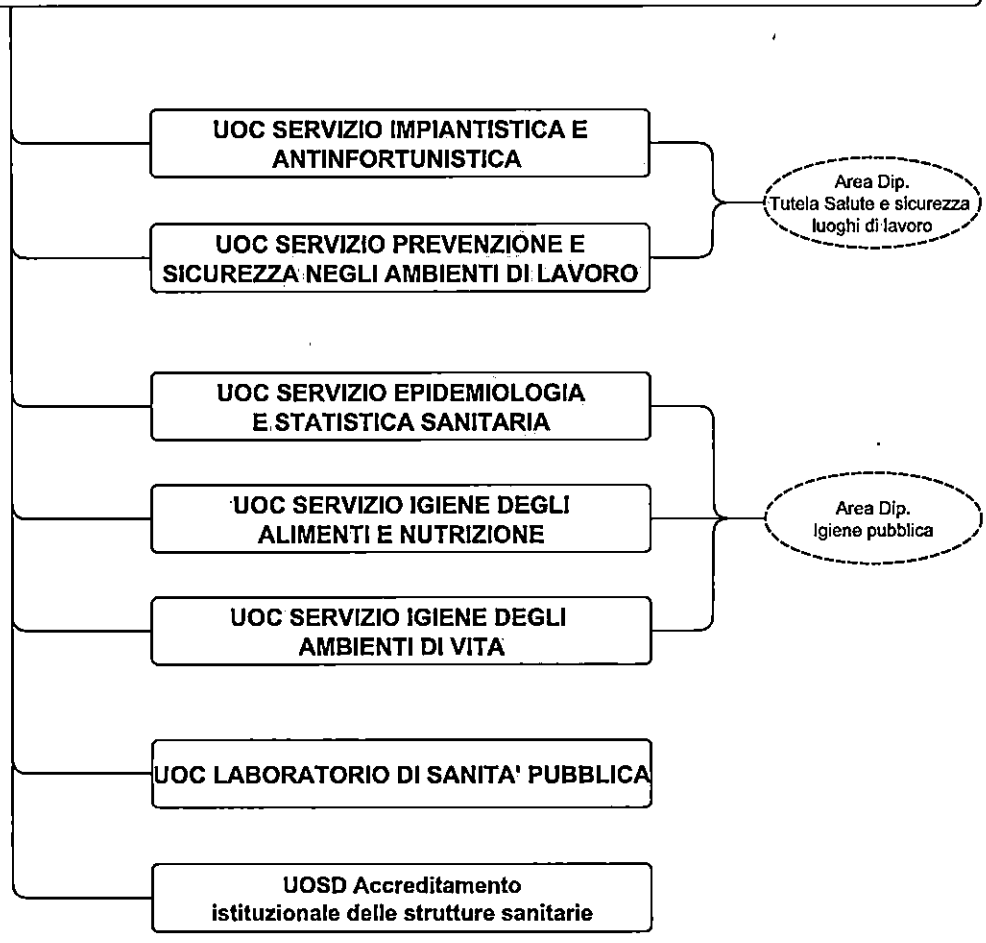 UOC SERVIZIO IMPIANTISTICA E
ANTINFORTUNISTICA
Area Dip.
Tutela Salute e sicurezza
luoghi di lavoro
UOC SERVIZIO PREVENZIONE E
SICUREZZA NEGLI AMBIENTI DI LAVORO
UOC SERVIZIO EPIDEMIOLOGIA
E STATISTICA SANITARIA
UOC SERVIZIO IGIENE DEGLI
ALIMENTI E NUTRIZIONE
Area Dip.
Igiene pubblica
UOC SERVIZIO IGIENE DEGLI
AMBIENTI DI VITA
UOC LABORATORIO DI SANITA' PUBBLICA
UOSD Accreditamento
istituzionale delle strutture sanitarie